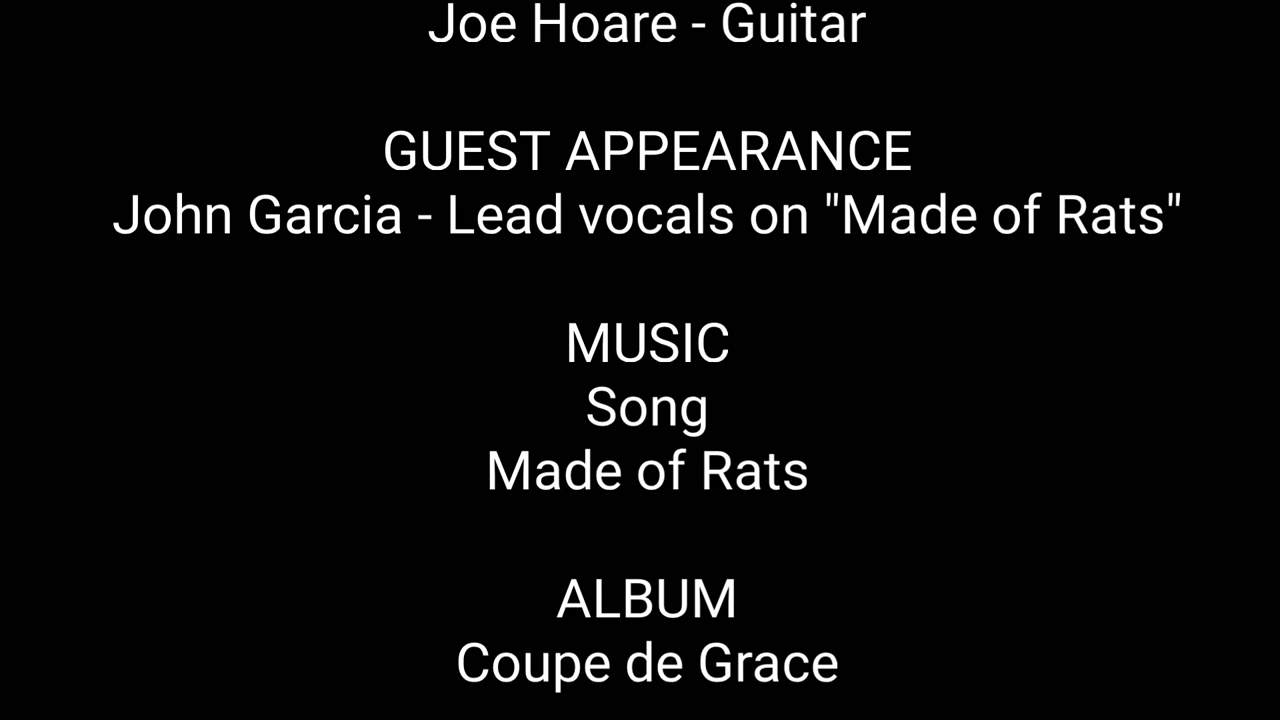 Joe Hoare - Guitar
GUEST APPEARANCE
John Garcia - Lead vocals on "Made of Rats"
MUSIC
Song
Made of Rats
ALBUM
Coupe de Grace